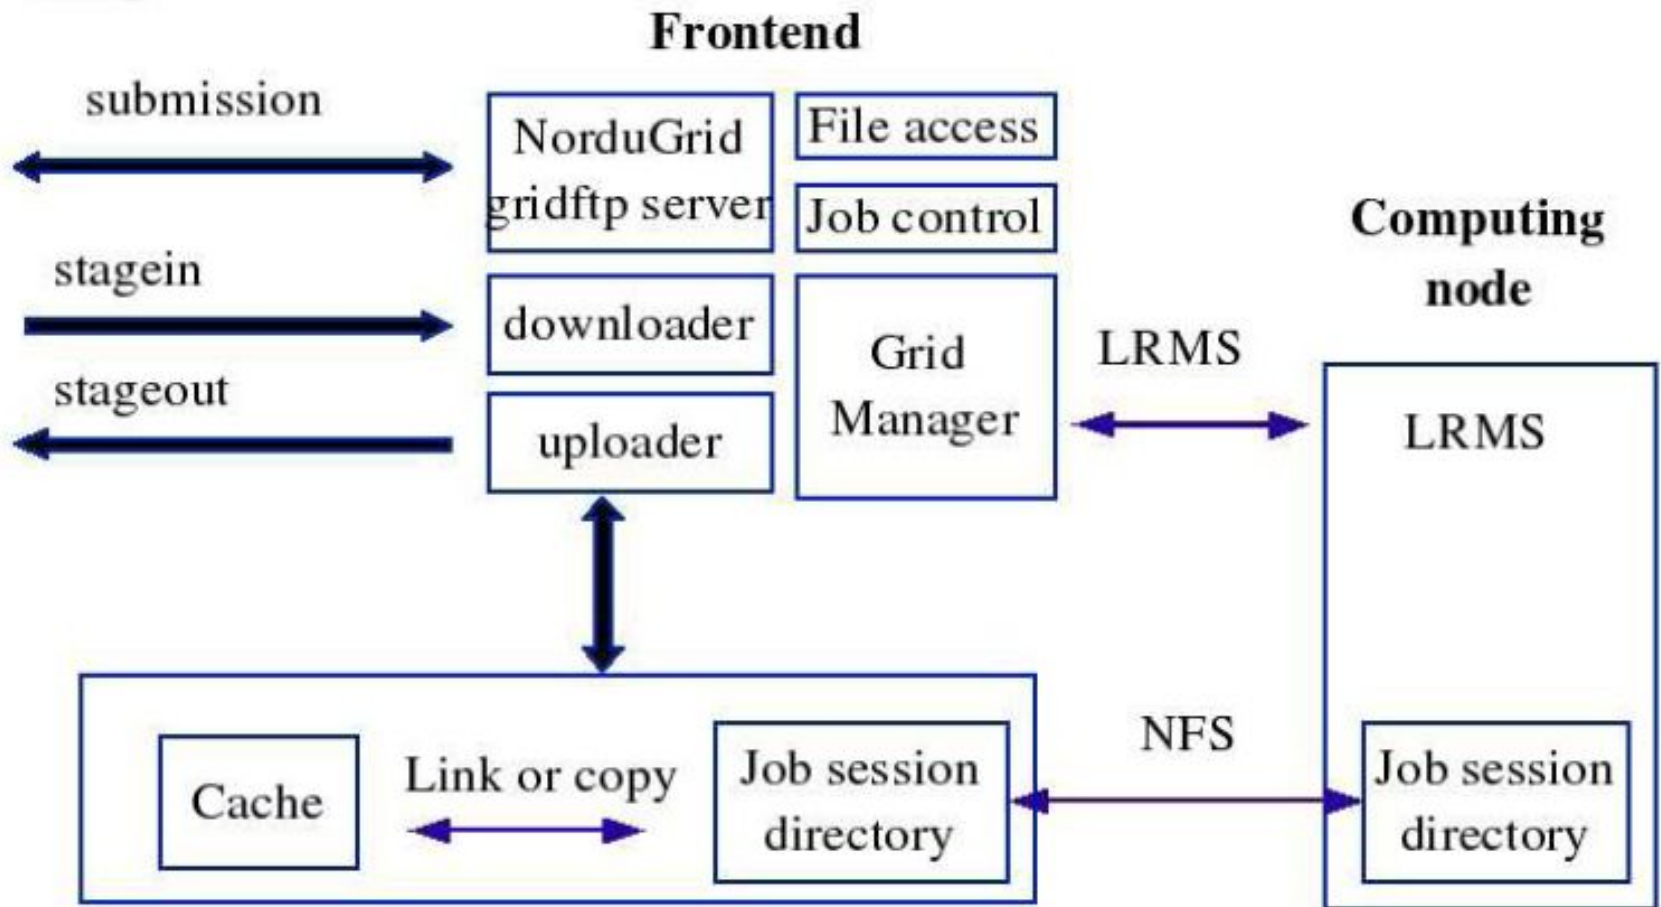 Frontend
submission
NorduGrid
gridftp server
File access
Job control
stagein
downloader
stageout
uploader
Grid
Manager
LRMS
Computing
node
LRMS
Cache
Link or copy
Job session
directory
NFS
Job session
directory